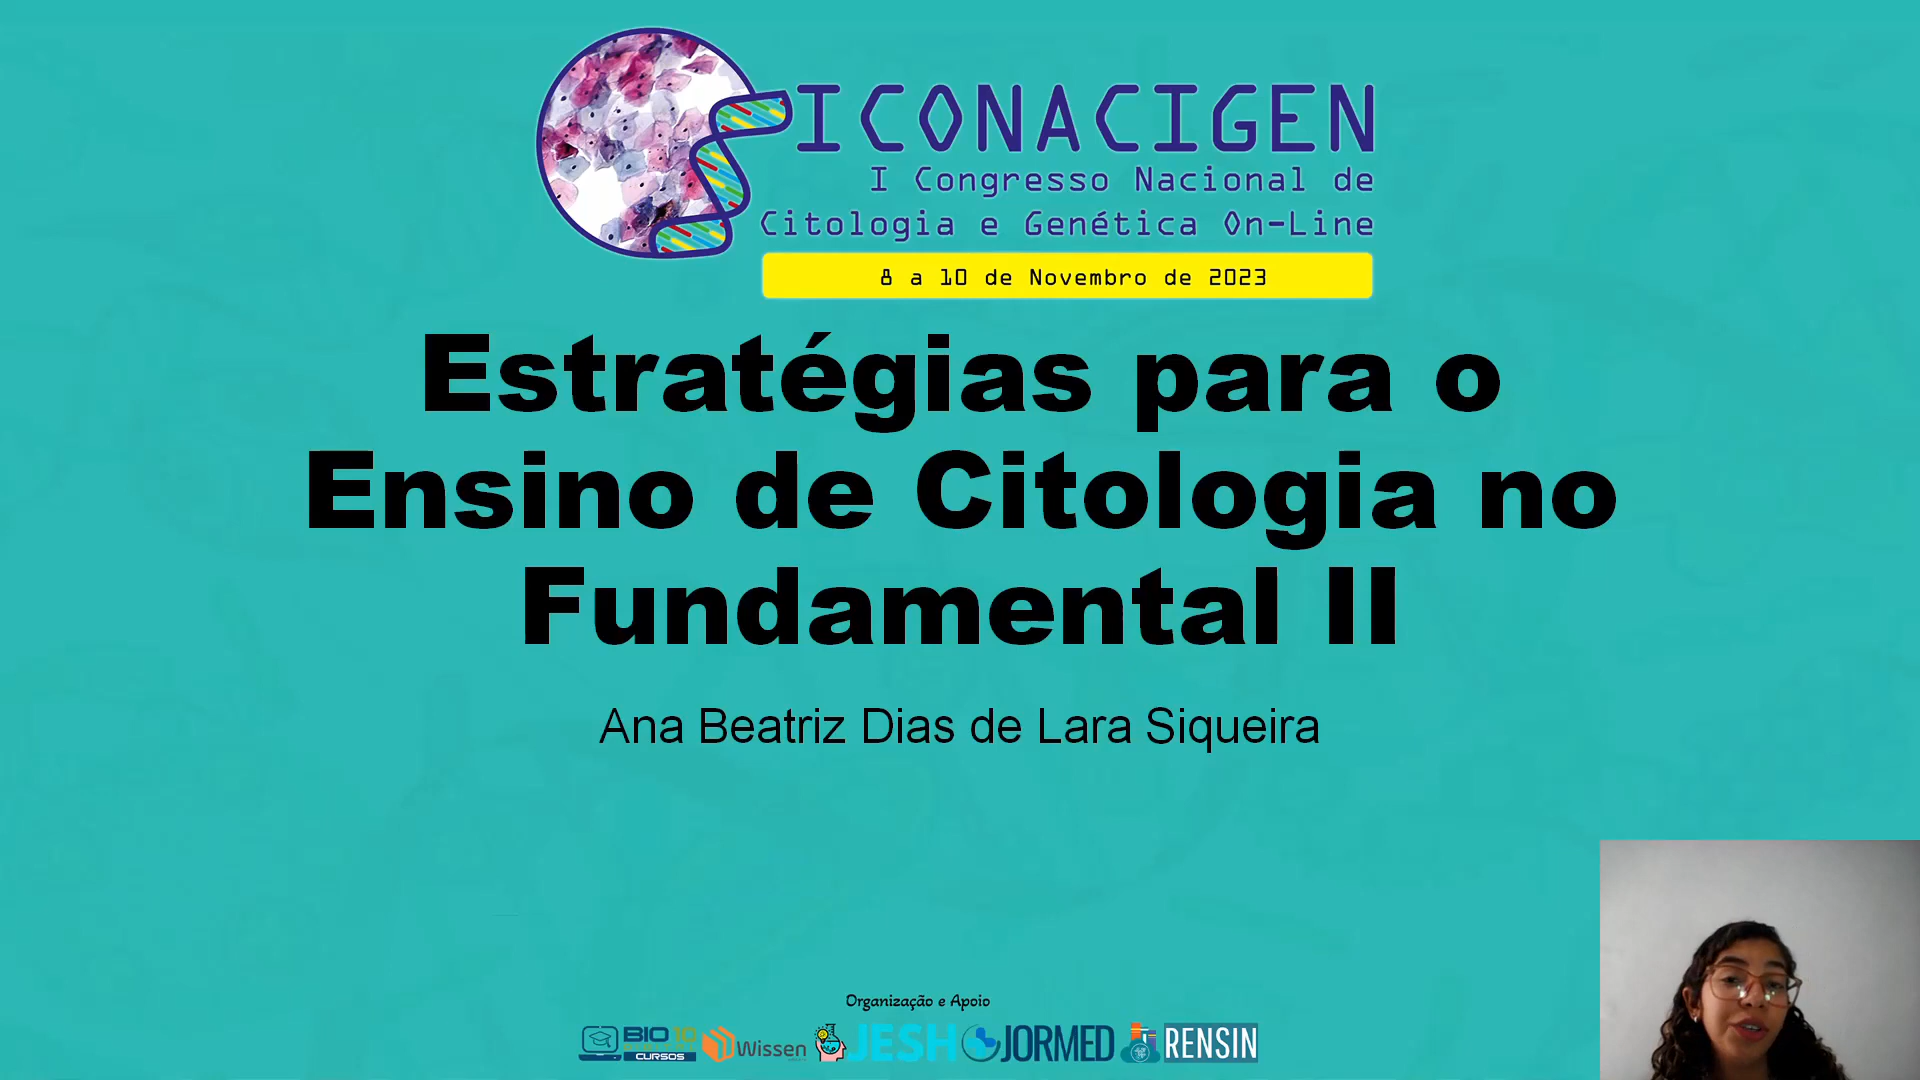 ICONACIGEN
I Congresso Nacional de
Citologia e Genética On-Line
8 a 10 de Novembro de 2023
Estratégias para o
Ensino de Citologia no
Fundamental II
Ana Beatriz Dias de Lara Siqueira
Organização e Apoio
BIO 10
CURSOS
Wissen
JESH
JORMED
RENSIN